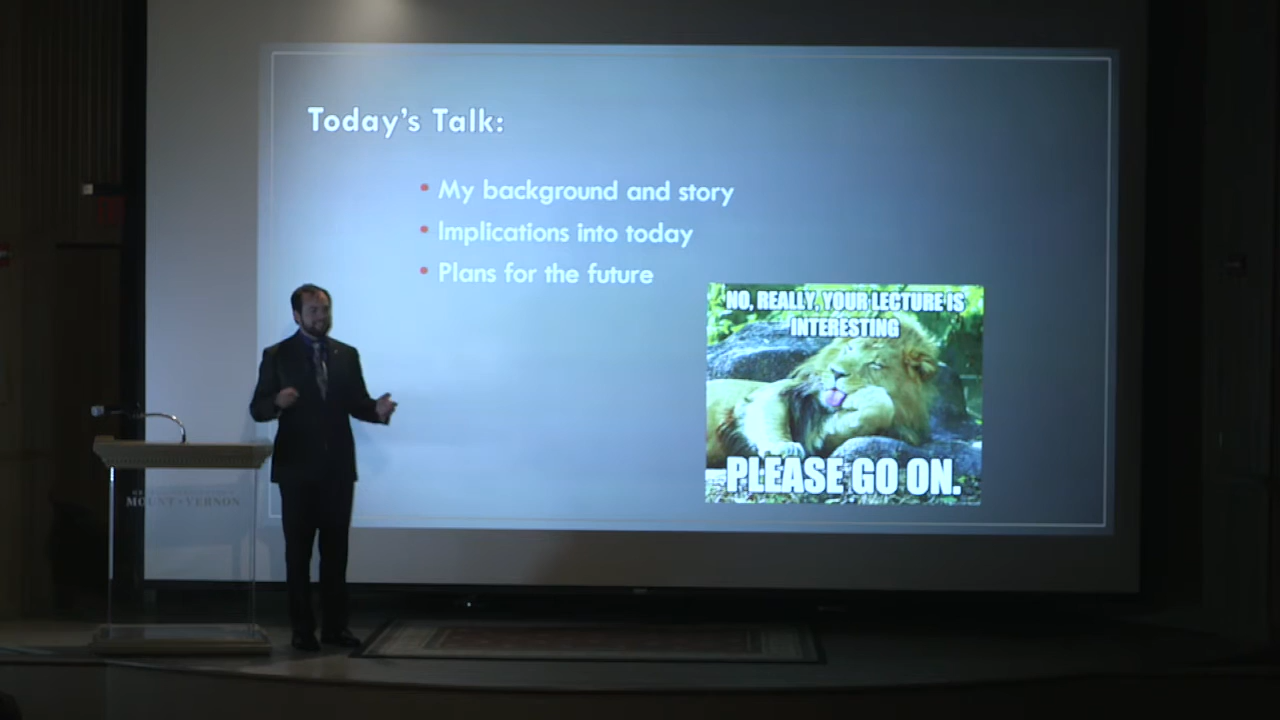 Today's Talk:
• My background and story
• Implications into today
• Plans for the future
NO, REALLY, YOUR LECTURE IS
INTERESTING
PLEASE GO ON.
MOUNT VERNON